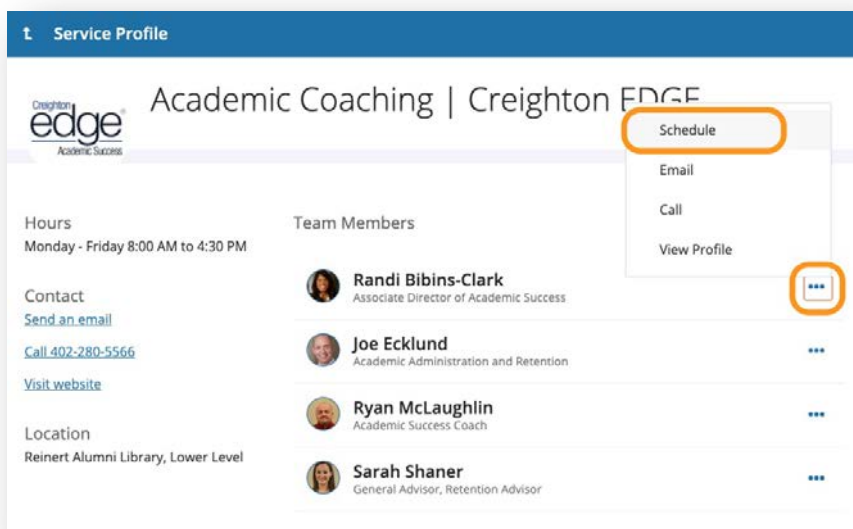 Service Profile
Creighton
edge
Academic Success
Academic Coaching | Creighton EDGE
Schedule
Email
Call
View Profile
Hours
Monday - Friday 8:00 AM to 4:30 PM
Contact
Send an email
Call 402-280-5566
Visit website
Location
Reinert Alumni Library, Lower Level
Team Members
Randi Bibins-Clark
Associate Director of Academic Success
Joe Ecklund
Academic Administration and Retention
Ryan McLaughlin
Academic Success Coach
Sarah Shaner
General Advisor, Retention Advisor